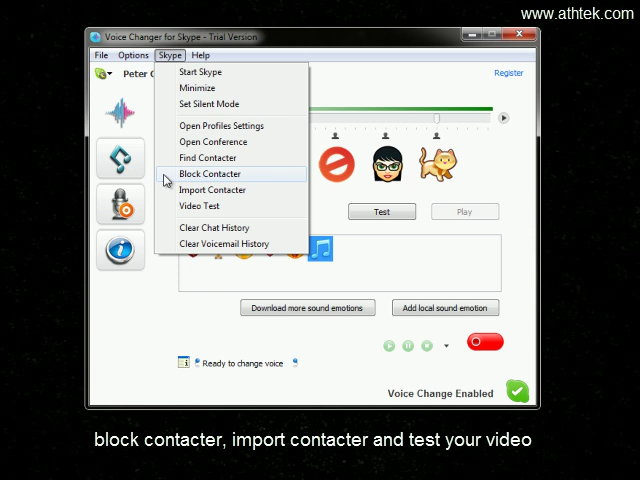 www.athtek.com
Voice Changer for Skype - Trial Version
File Options Skype Help
Peter
Register
Start Skype
Minimize
Set Silent Mode
Open Profiles Settings
Open Conference
Find Contacter
Block Contacter
Import Contacter
Video Test
Clear Chat History
Clear Voicemail History
Test
Play
Download more sound emotions
Add local sound emotion
Ready to change voice
Voice Change Enabled
block contacter, import contacter and test your video